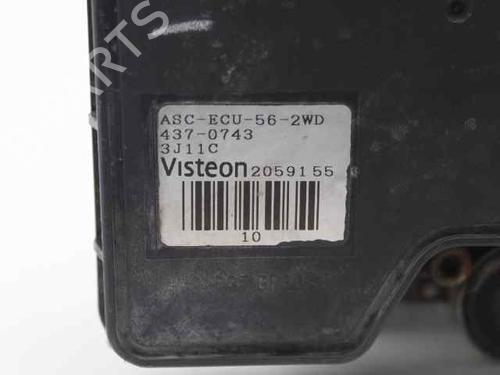 ASC-ECU-56-2WD
437-0743
3J11C
Visteon 2059155
10